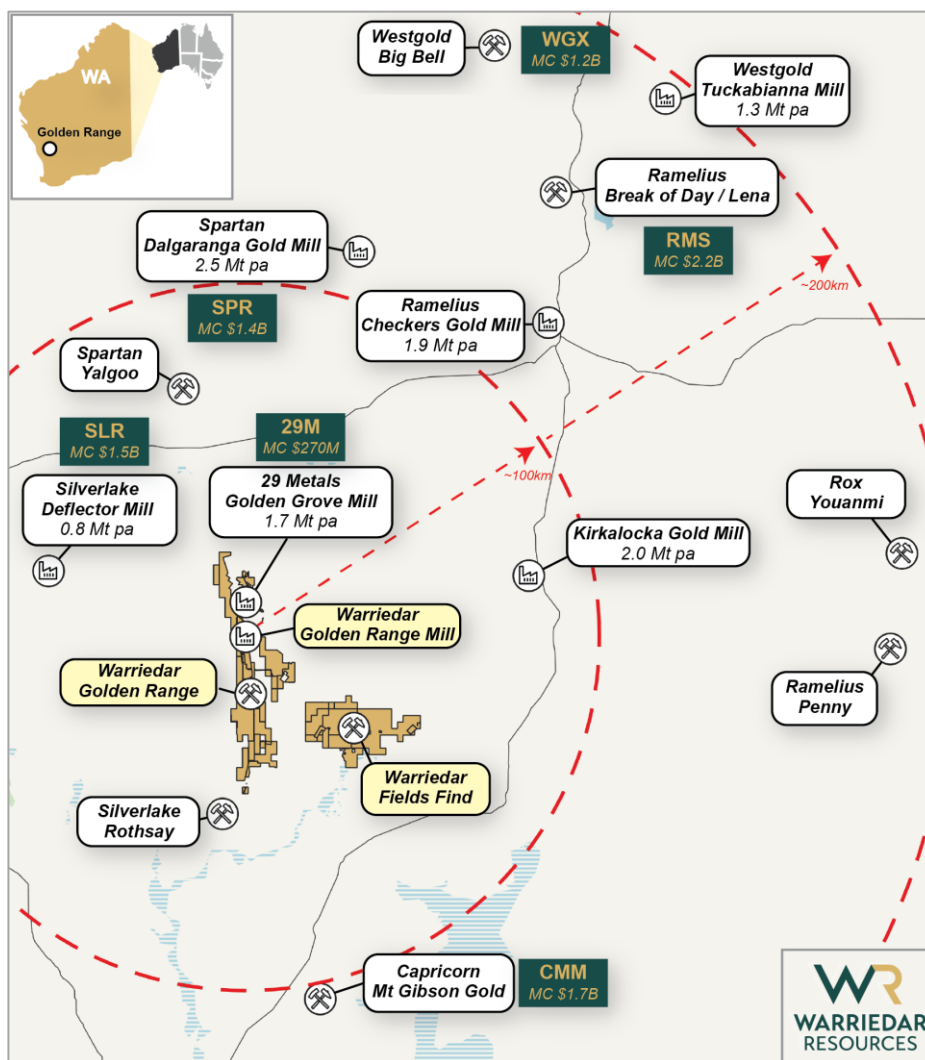 WA
Golden Range
Westgold
Big Bell
WGX
MC $1.2B
Westgold
Tuckabianna Mill
1.3 Mt pa
Ramelius
Break of Day / Lena
RMS
MC $2.2B
Spartan
Dalgaranga Gold Mill
2.5 Mt pa
SPR
MC $1.4B
Ramelius
Checkers Gold Mill
1.9 Mt pa
~200km
Spartan
Yalgoo
SLR
MC $1.5B
29M
MC $270M
Silverlake
Deflector Mill
0.8 Mt pa
29 Metals
Golden Grove Mill
1.7 Mt pa
~100km
Rox
Youanmi
Kirkalocka Gold Mill
2.0 Mt pa
Warriedar
Golden Range Mill
Warriedar
Golden Range
Ramelius
Penny
Warriedar
Fields Find
Silverlake
Rothsay
Capricorn
Mt Gibson Gold
CMM
MC $1.7B
WR
WARRIEDAR
RESOURCES